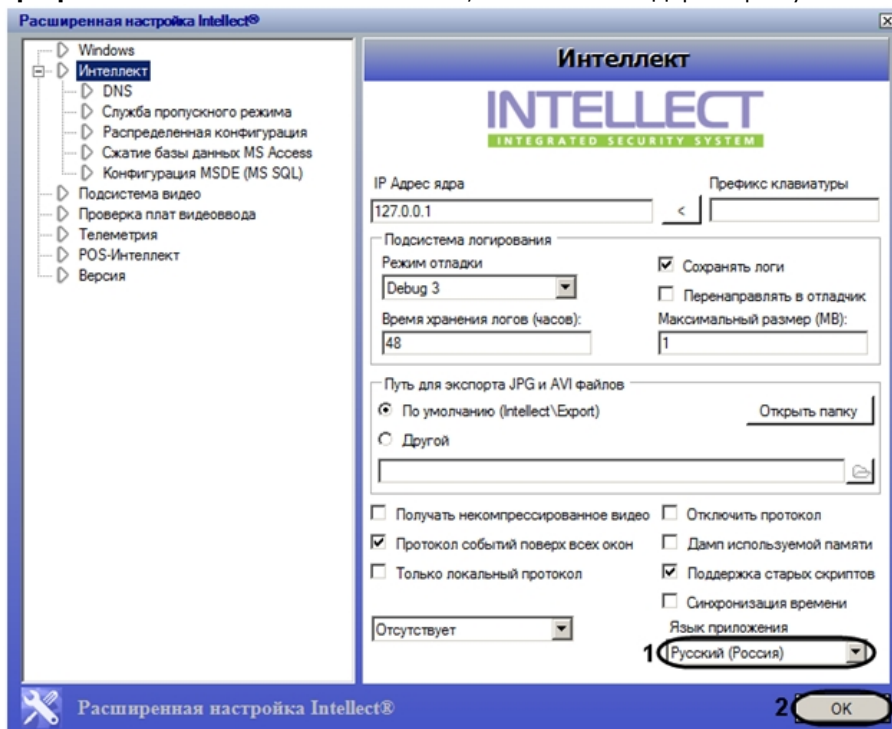 Расширенная настройка Intellect®
Windows
Интеллект
DNS
Служба пропускного режима
Распределенная конфигурация
Сжатие базы данных MS Access
Конфигурация MSDE (MS SQL)
Подсистема видео
Проверка плат видеоввода
Телеметрия
POS-Интеллект
Версия
Интеллект
INTELLECT
INTEGRATED SECURITY SYSTEM
IP Адрес ядра Префикс клавиатуры
127.0.0.1 <
Подсистема логирования
Режим отладки
Сохранять логи
Debug 3
Перенаправлять в отладчик
Время хранения логов (часов): Максимальный размер (MB):
48 1
Путь для экспорта JPG и AVI файлов
По умолчанию (Intellect\Export) Открыть папку
Другой
Получать некомпрессированное видео Отключить протокол
Протокол событий поверх всех окон Дамп используемой памяти
Только локальный протокол Поддержка старых скриптов
Синхронизация времени
Отсутствует Язык приложения
1 Русский (Россия)
Расширенная настройка Intellect® 2 OK